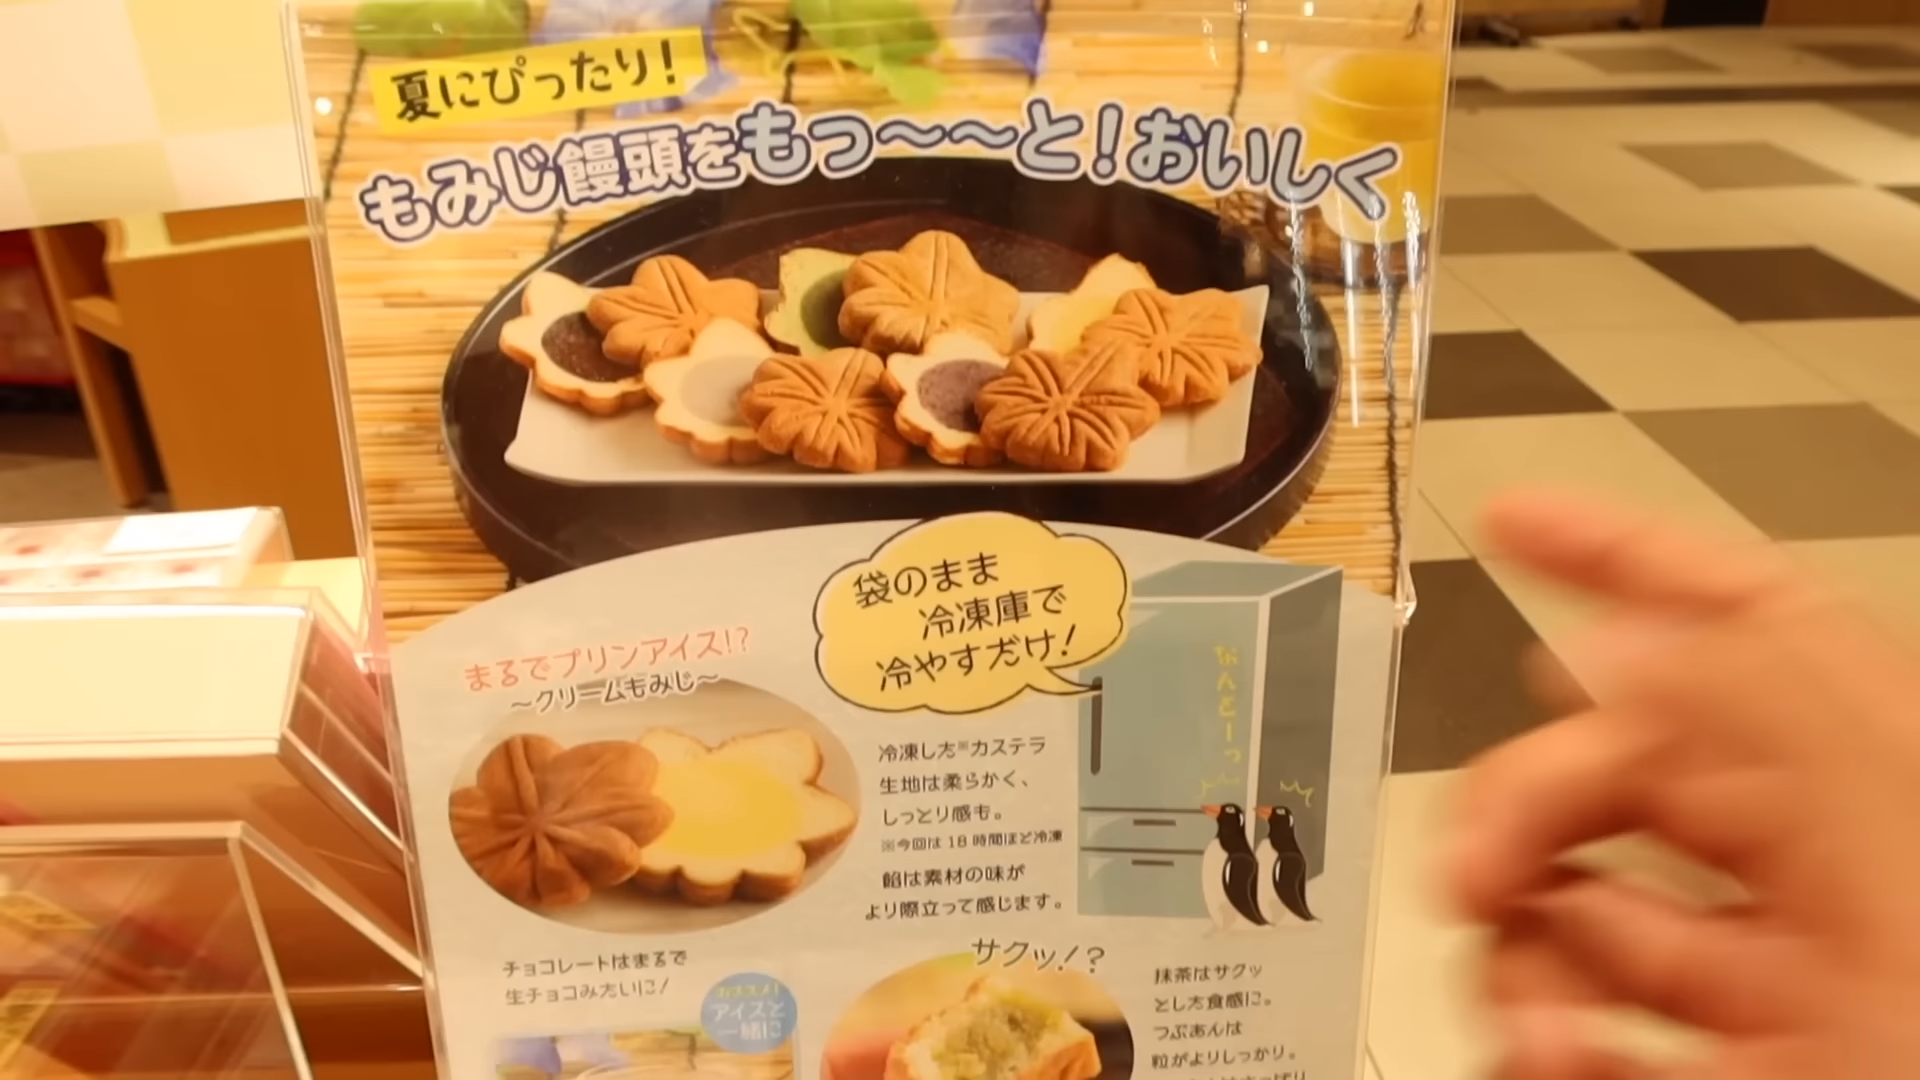 夏にぴったり!
もみじ饅頭をもっ〜〜と!おいしく
袋のまま
冷凍庫で
冷やすだけ!
まるでプリンアイス!?
〜クリームもみじ〜
なんとーっ
冷凍した※カステラ
生地は柔らかく、
しっとり感も。
※今回は18時間ほど冷凍
餡は素材の味が
より際立って感じます。
チョコレートはまるで
生チョコみたいに!
おススメ!
アイスと
一緒に
サクッ!?
抹茶はサクッ
とした食感に。
つぶあんは
粒がよりしっかり。